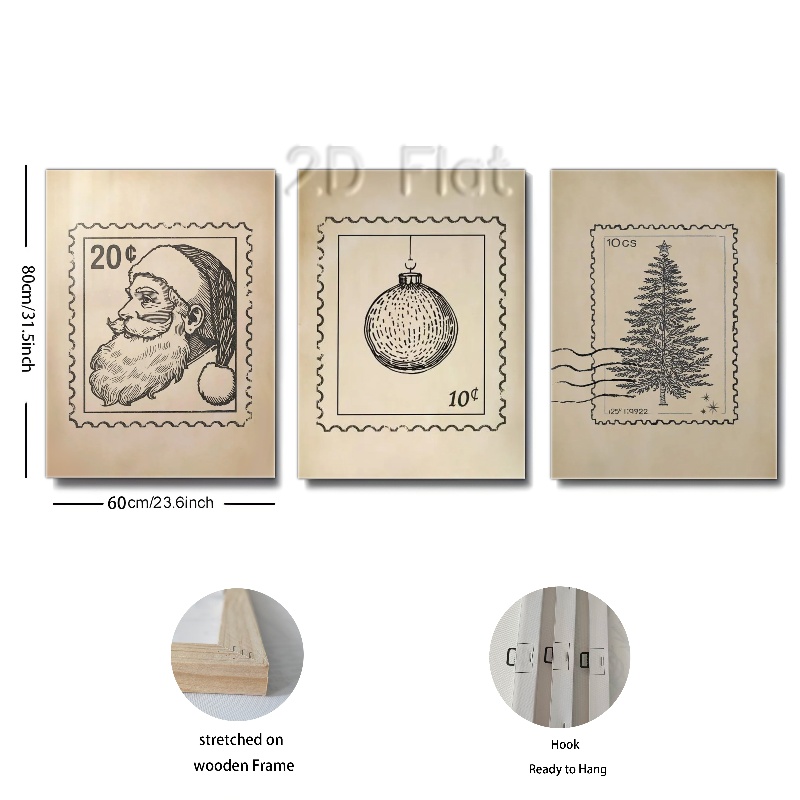 2D Flat
80cm/31.5inch
20¢
10¢
10CS
60cm/23.6inch
stretched on
wooden Frame
Hook
Ready to Hang